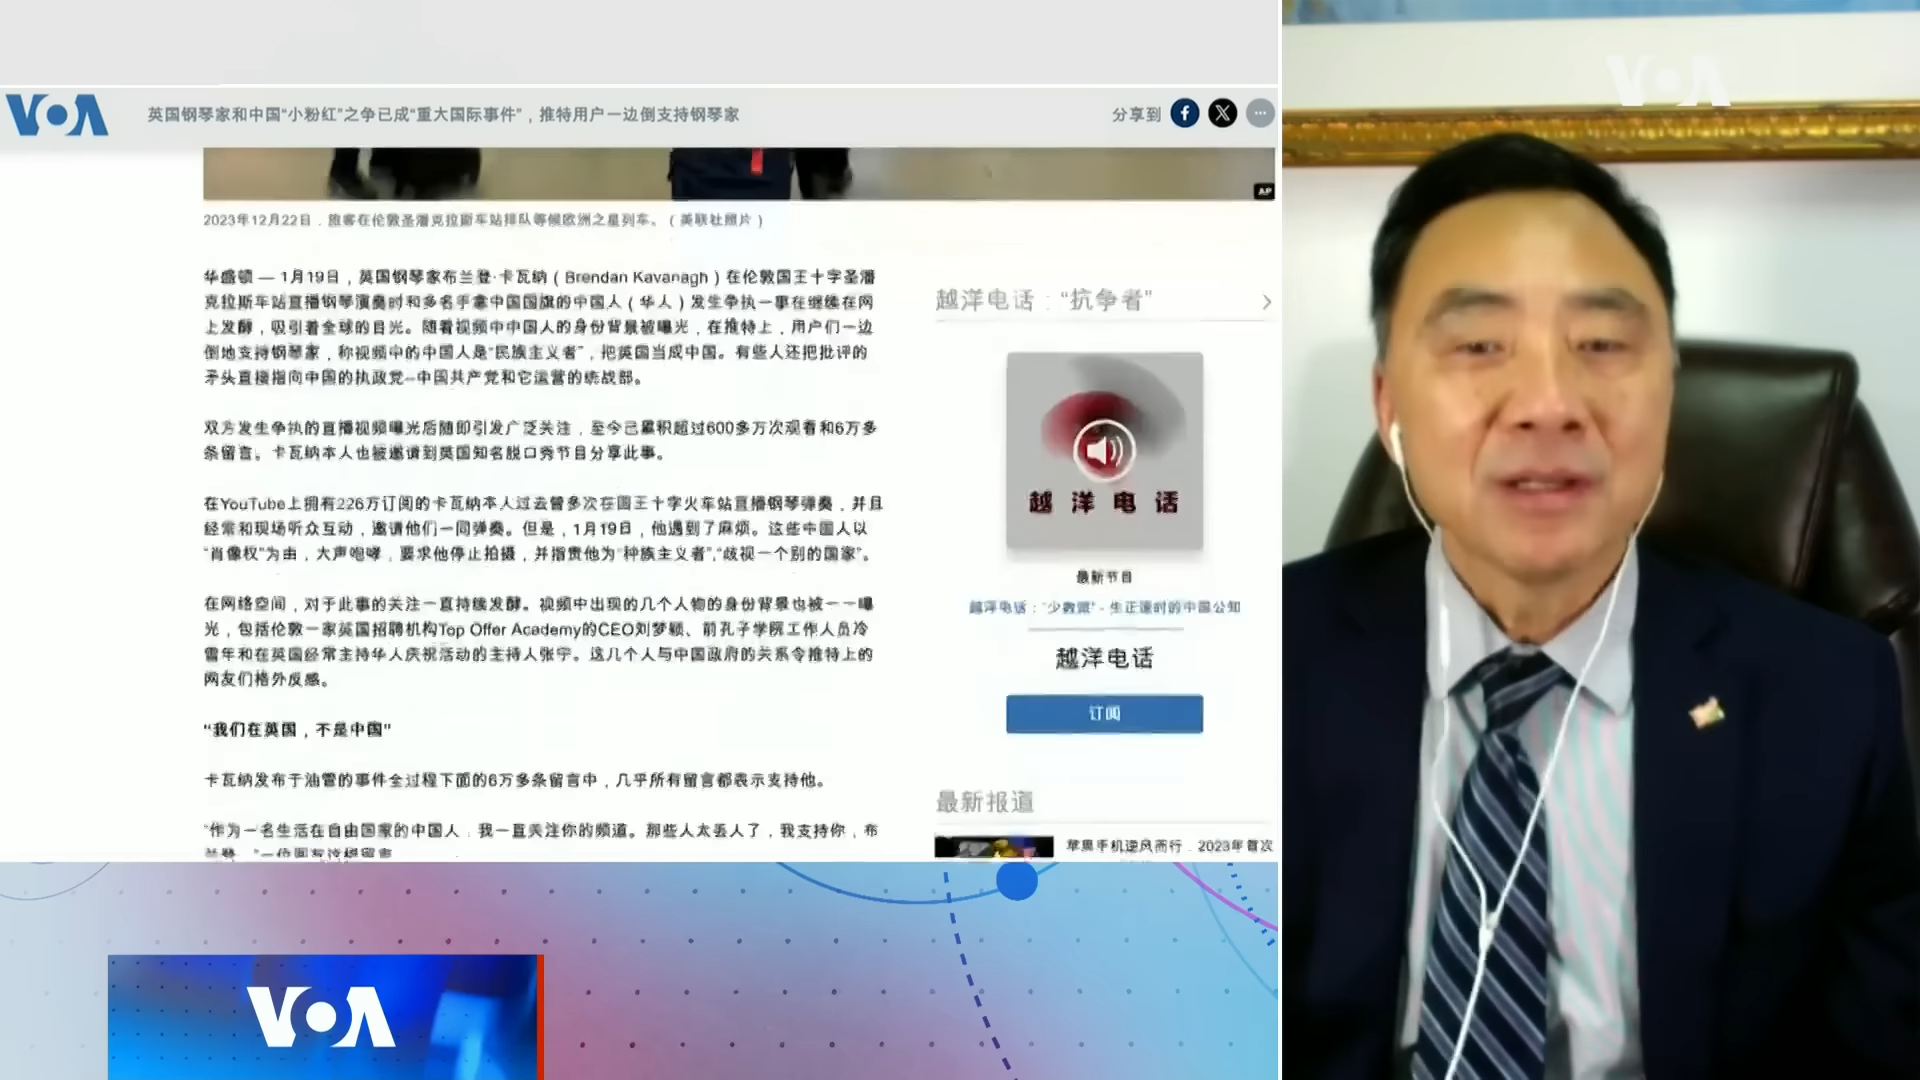 VOA
英国钢琴家和中国“小粉红”之争已成“重大国际事件”，推特用户一边倒支持钢琴家
分享到
AP
2023年12月22日，旅客在伦敦圣潘克拉斯车站排队等候欧洲之星列车。（美联社照片）
华盛顿 — 1月19日，英国钢琴家布兰登·卡瓦纳（Brendan Kavanagh）在伦敦国王十字圣潘
克拉斯车站直播钢琴演奏时和多名手拿中国国旗的中国人（华人）发生争执一事在继续在网
上发酵，吸引着全球的目光。随着视频中中国人的身份背景被曝光，在推特上，用户们一边
倒地支持钢琴家，称视频中的中国人是“民族主义者”，把英国当成中国。有些人还把批评的
矛头直接指向中国的执政党–中国共产党和它运营的统战部。
双方发生争执的直播视频曝光后随即引发广泛关注，至今已累积超过600多万次观看和6万多
条留言。卡瓦纳本人也被邀请到英国知名脱口秀节目分享此事。
在YouTube上拥有226万订阅的卡瓦纳本人过去曾多次在国王十字火车站直播钢琴弹奏，并且
经常和现场听众互动，邀请他们一同弹奏。但是，1月19日，他遇到了麻烦。这些中国人以
“肖像权”为由，大声咆哮，要求他停止拍摄，并指责他为“种族主义者”,“歧视一个别的国家”。
在网络空间，对于此事的关注一直持续发酵。视频中出现的几个人物的身份背景也被一一曝
光，包括伦敦一家英国招聘机构Top Offer Academy的CEO刘梦颖、前孔子学院工作人员冷
雪年和在英国经常主持华人庆祝活动的主持人张宁。这几个人与中国政府的关系令推特上的
网友们格外反感。
“我们在英国，不是中国”
卡瓦纳发布于油管的事件全过程下面的6万多条留言中，几乎所有留言都表示支持他。
“作为一名生活在自由国家的中国人，我一直关注你的频道。那些人太丢人了，我支持你，布
越洋电话：“抗争者”
越洋电话
最新节目
越洋电话：“少数派” - 生正逢时的中国公知
越洋电话
订阅
最新报道
苹果手机逆风而行，2023年首次
VOA
VOA